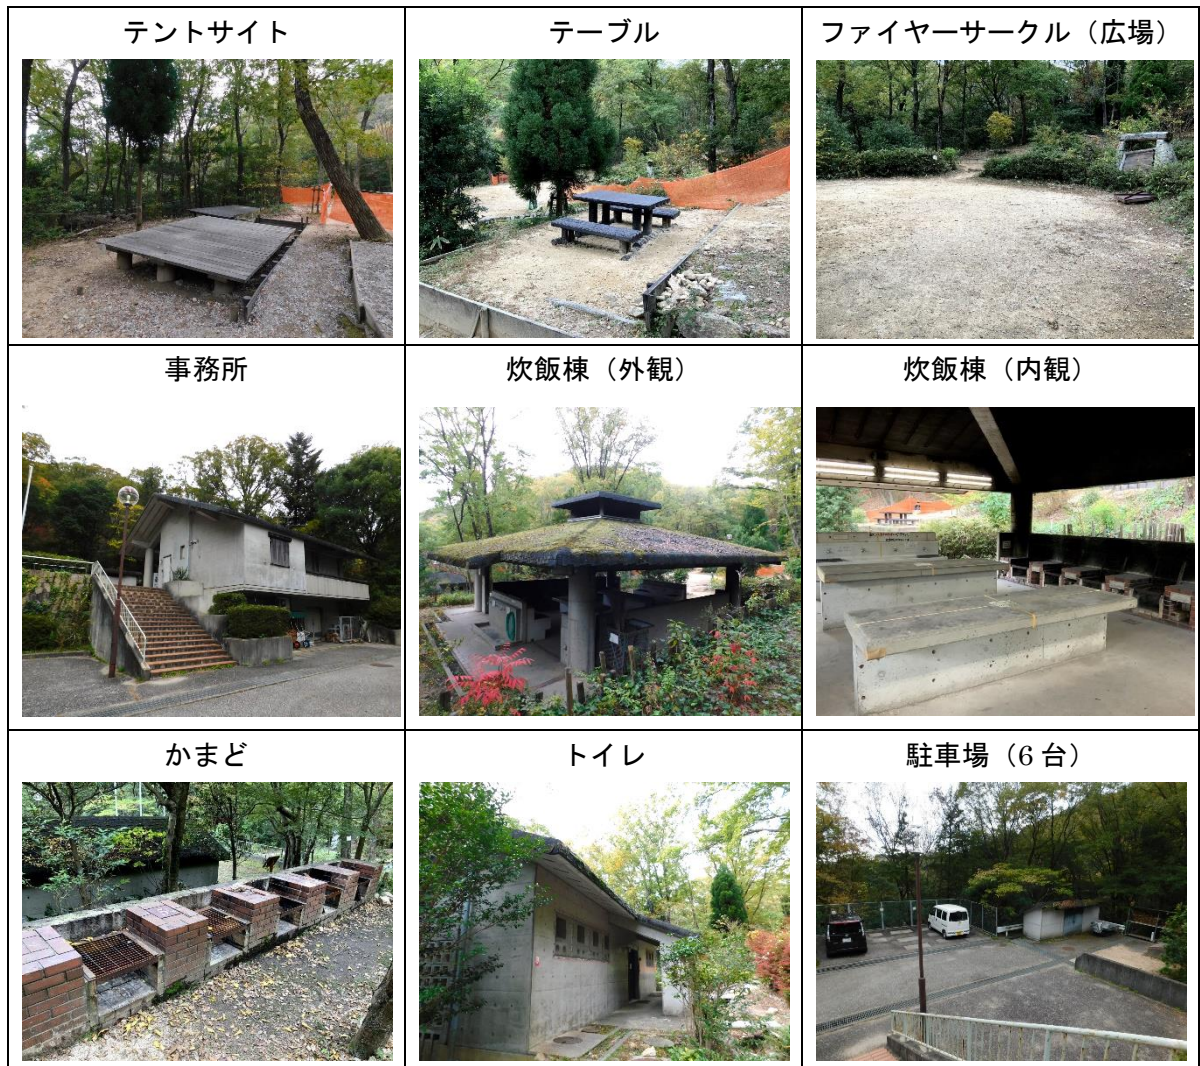 テントサイト
テーブル
ファイヤーサークル（広場）
事務所
炊飯棟（外観）
炊飯棟（内観）
かまど
トイレ
駐車場（6 台）